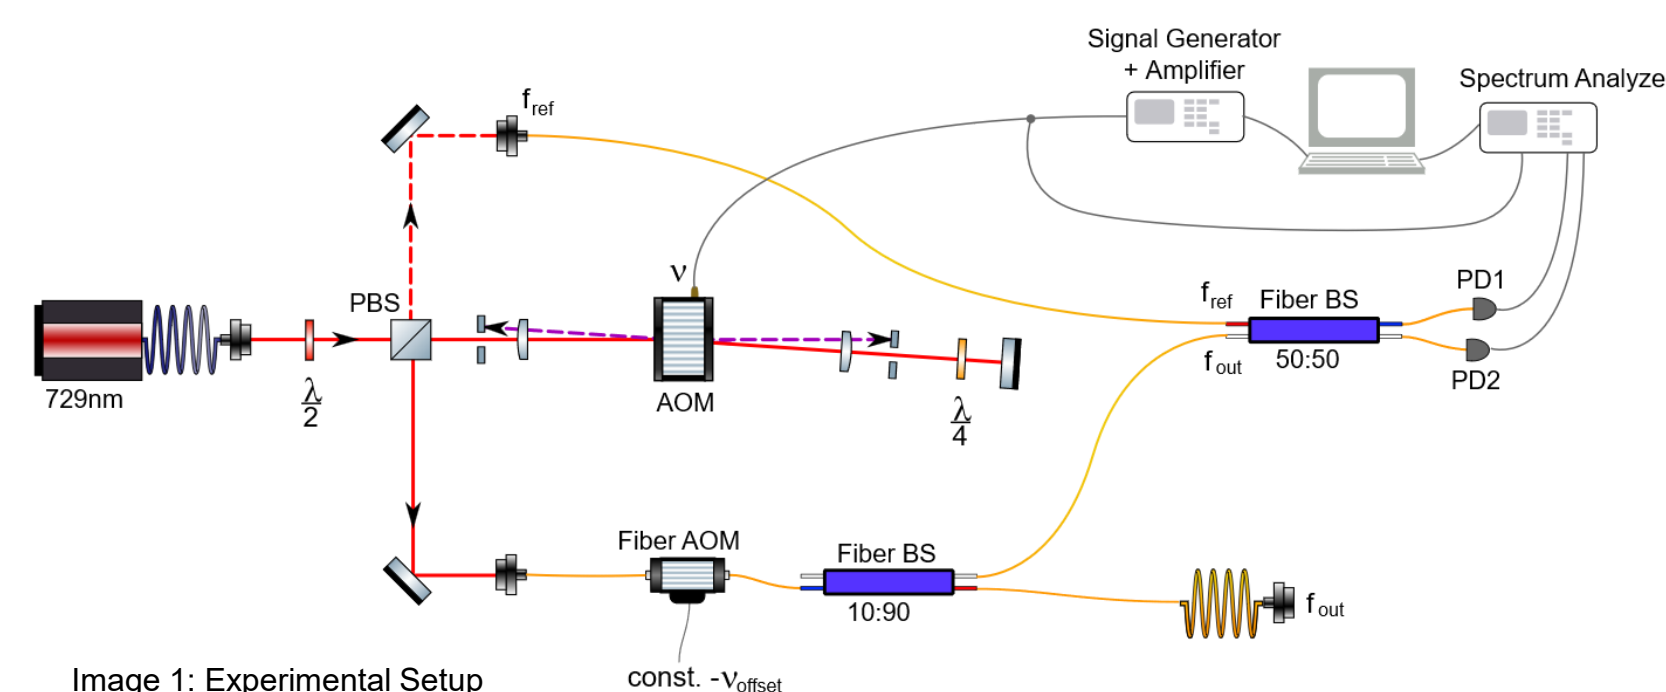 Signal Generator
+ Amplifier
Spectrum Analyze
f_ref
PBS
ν
f_ref
Fiber BS
PD1
f_out
50:50
PD2
729nm
λ
2
AOM
λ
4
Fiber AOM
Fiber BS
10:90
f_out
const. -ν_offset
Image 1: Experimental Setup